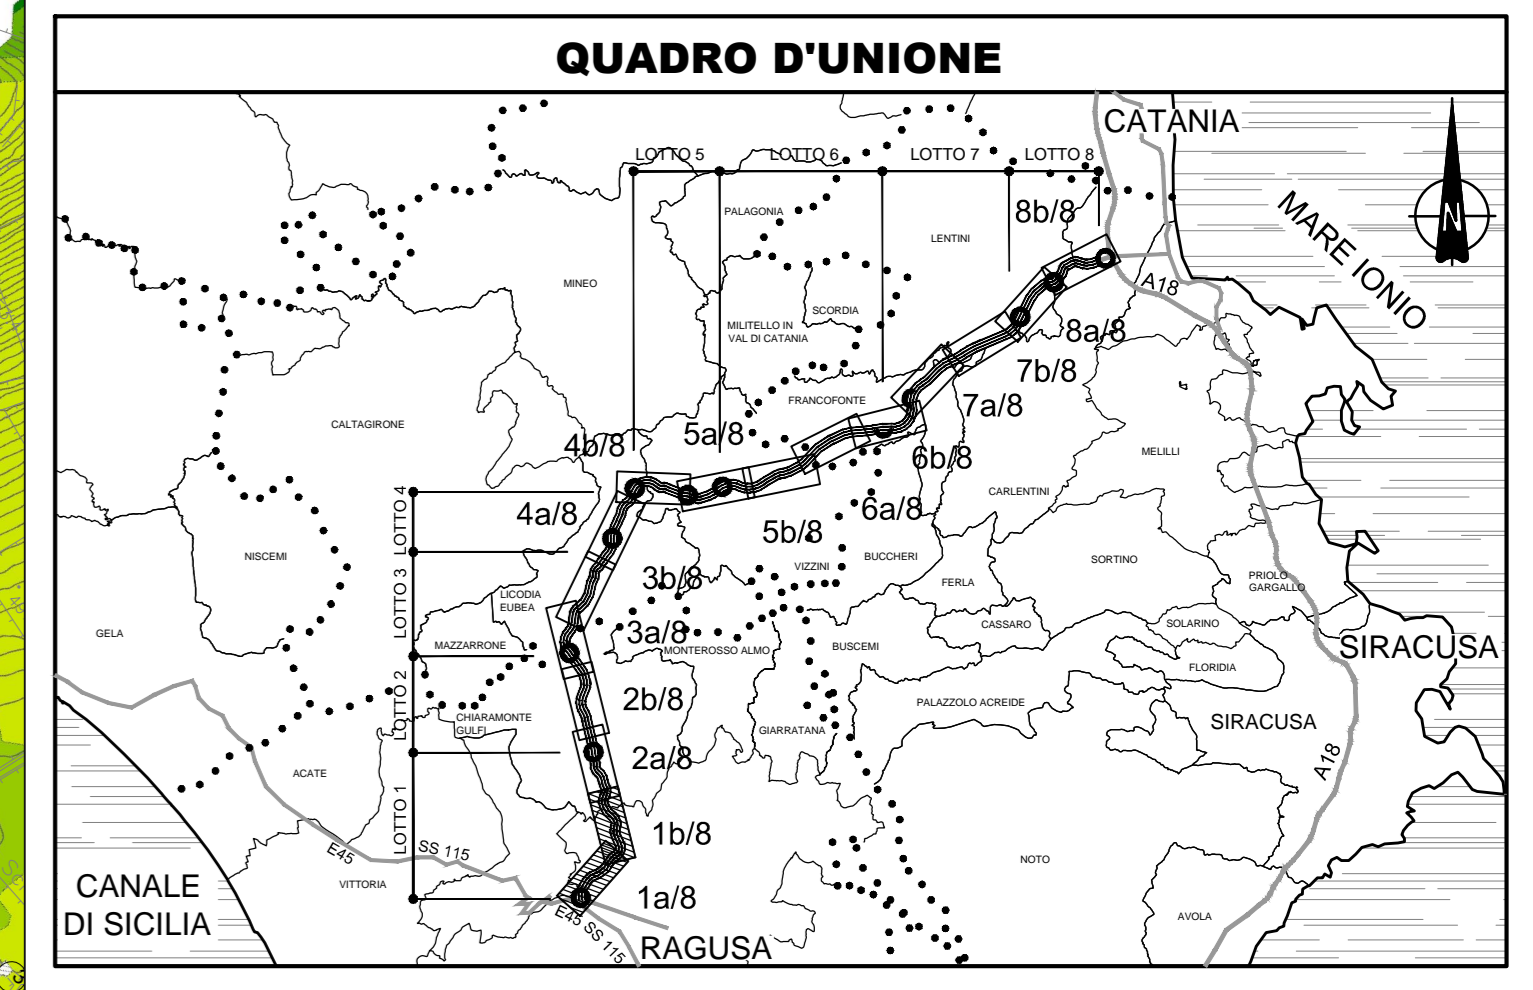 QUADRO D'UNIONE
CATANIA
LOTTO 5
LOTTO 6
LOTTO 7
LOTTO 8
8b/8
PALAGONIA
LENTINI
MARE IONIO
N
MINEO
A18
SCORDIA
MILITELLO IN
VAL DI CATANIA
8a/8
7b/8
FRANCOFONTE
7a/8
CALTAGIRONE
4b/8
5a/8
6b/8
MELILLI
CARLENTINI
LOTTO 4
4a/8
6a/8
5b/8
NISCEMI
BUCCHERI
VIZZINI
SORTINO
FERLA
PRIOLO
GARGALLO
3b/8
LOTTO 3
LICODIA
EUBEA
CASSARO
SOLARINO
GELA
3a/8
MAZZARRONE
MONTEROSSO ALMO
BUSCEMI
SIRACUSA
FLORIDIA
LOTTO 2
2b/8
PALAZZOLO ACREIDE
CHIARAMONTE
GULFI
GIARRATANA
SIRACUSA
2a/8
A18
ACATE
LOTTO 1
1b/8
E45
SS 115
NOTO
VITTORIA
CANALE
DI SICILIA
1a/8
E45 SS 115
AVOLA
RAGUSA